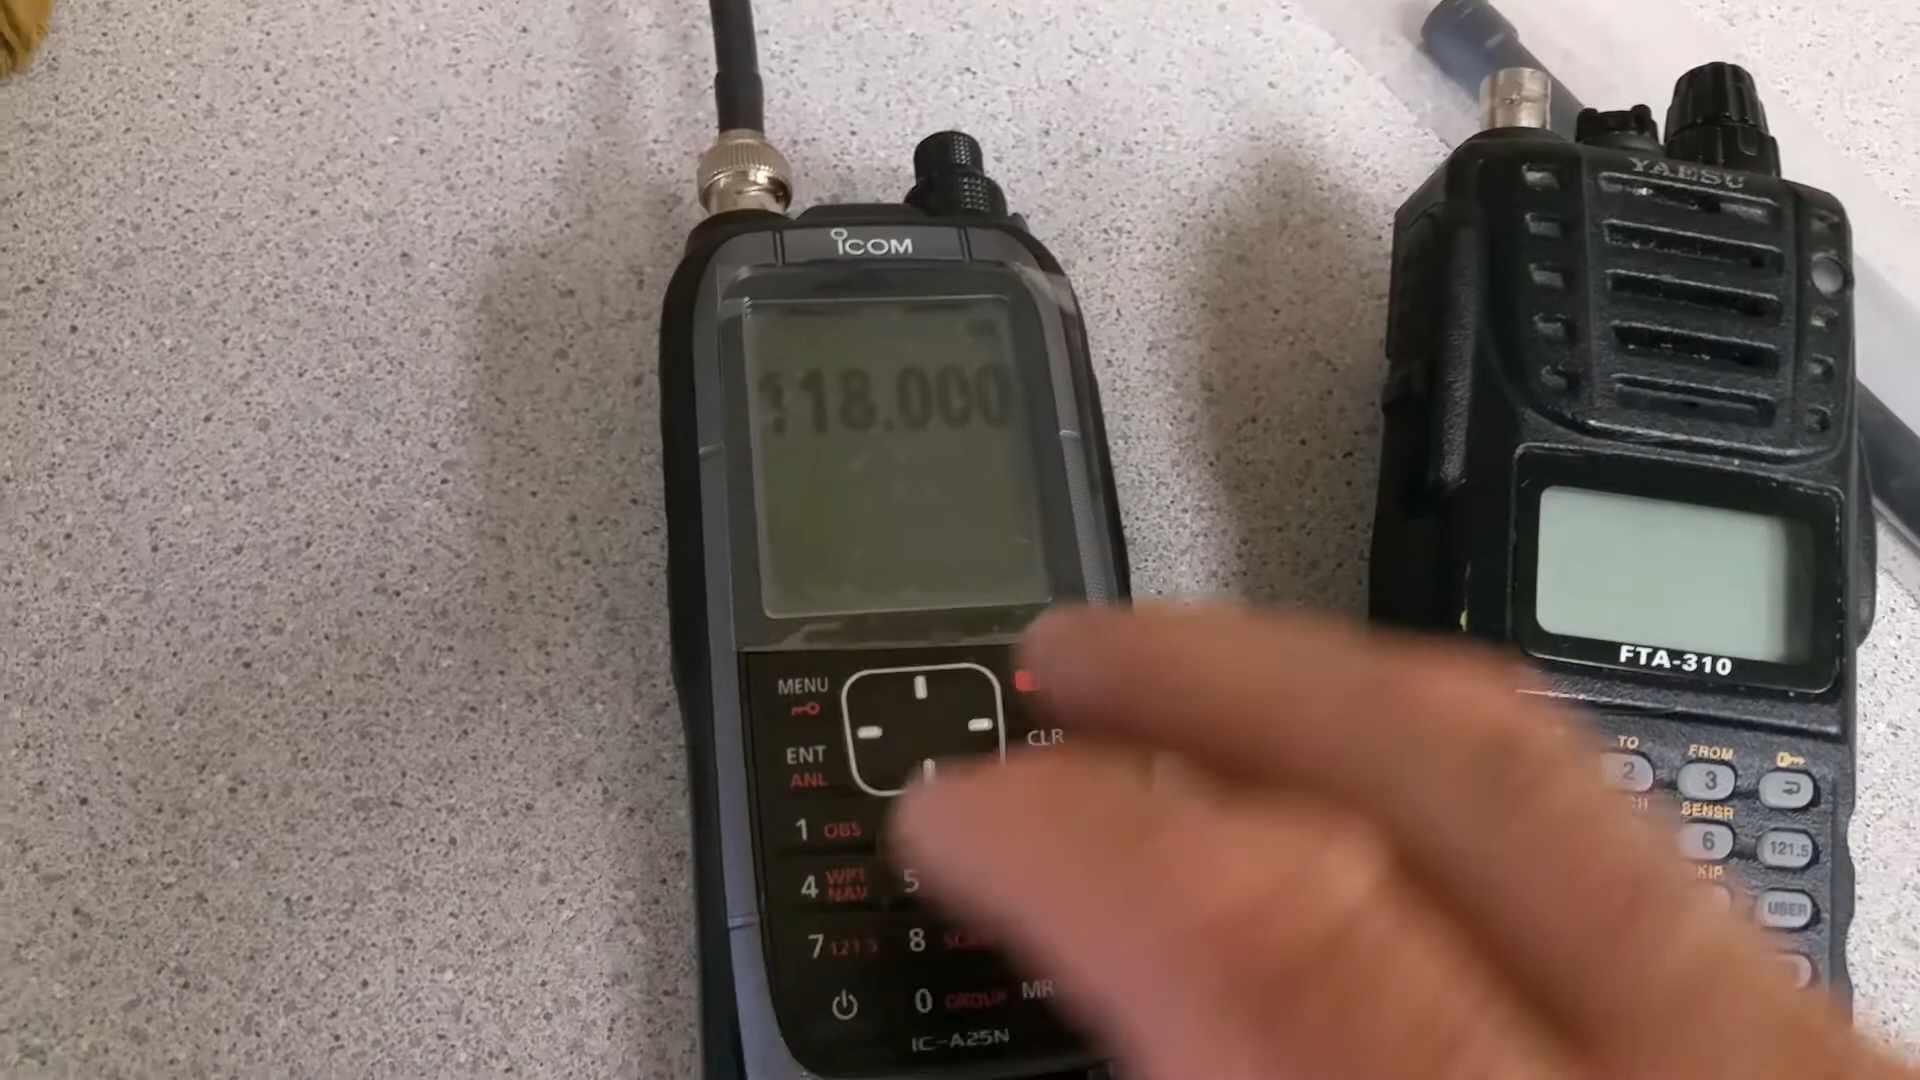 iCOM
118.000
MENU
ENT
ANL
CLR
1 OBS
4 WPT
NAV
5
7 121.5
8
0 GROUP MR
IC-A25N
YAESU
FTA-310
TO
2
FROM
3
SENSR
6
121.5
KIP
USER